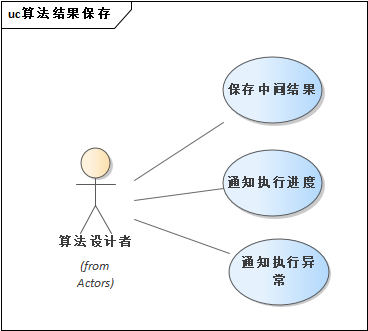 uc算法结果保存
保存中间结果
通知执行进度
通知执行异
常
算法设计者
(from
Actors)